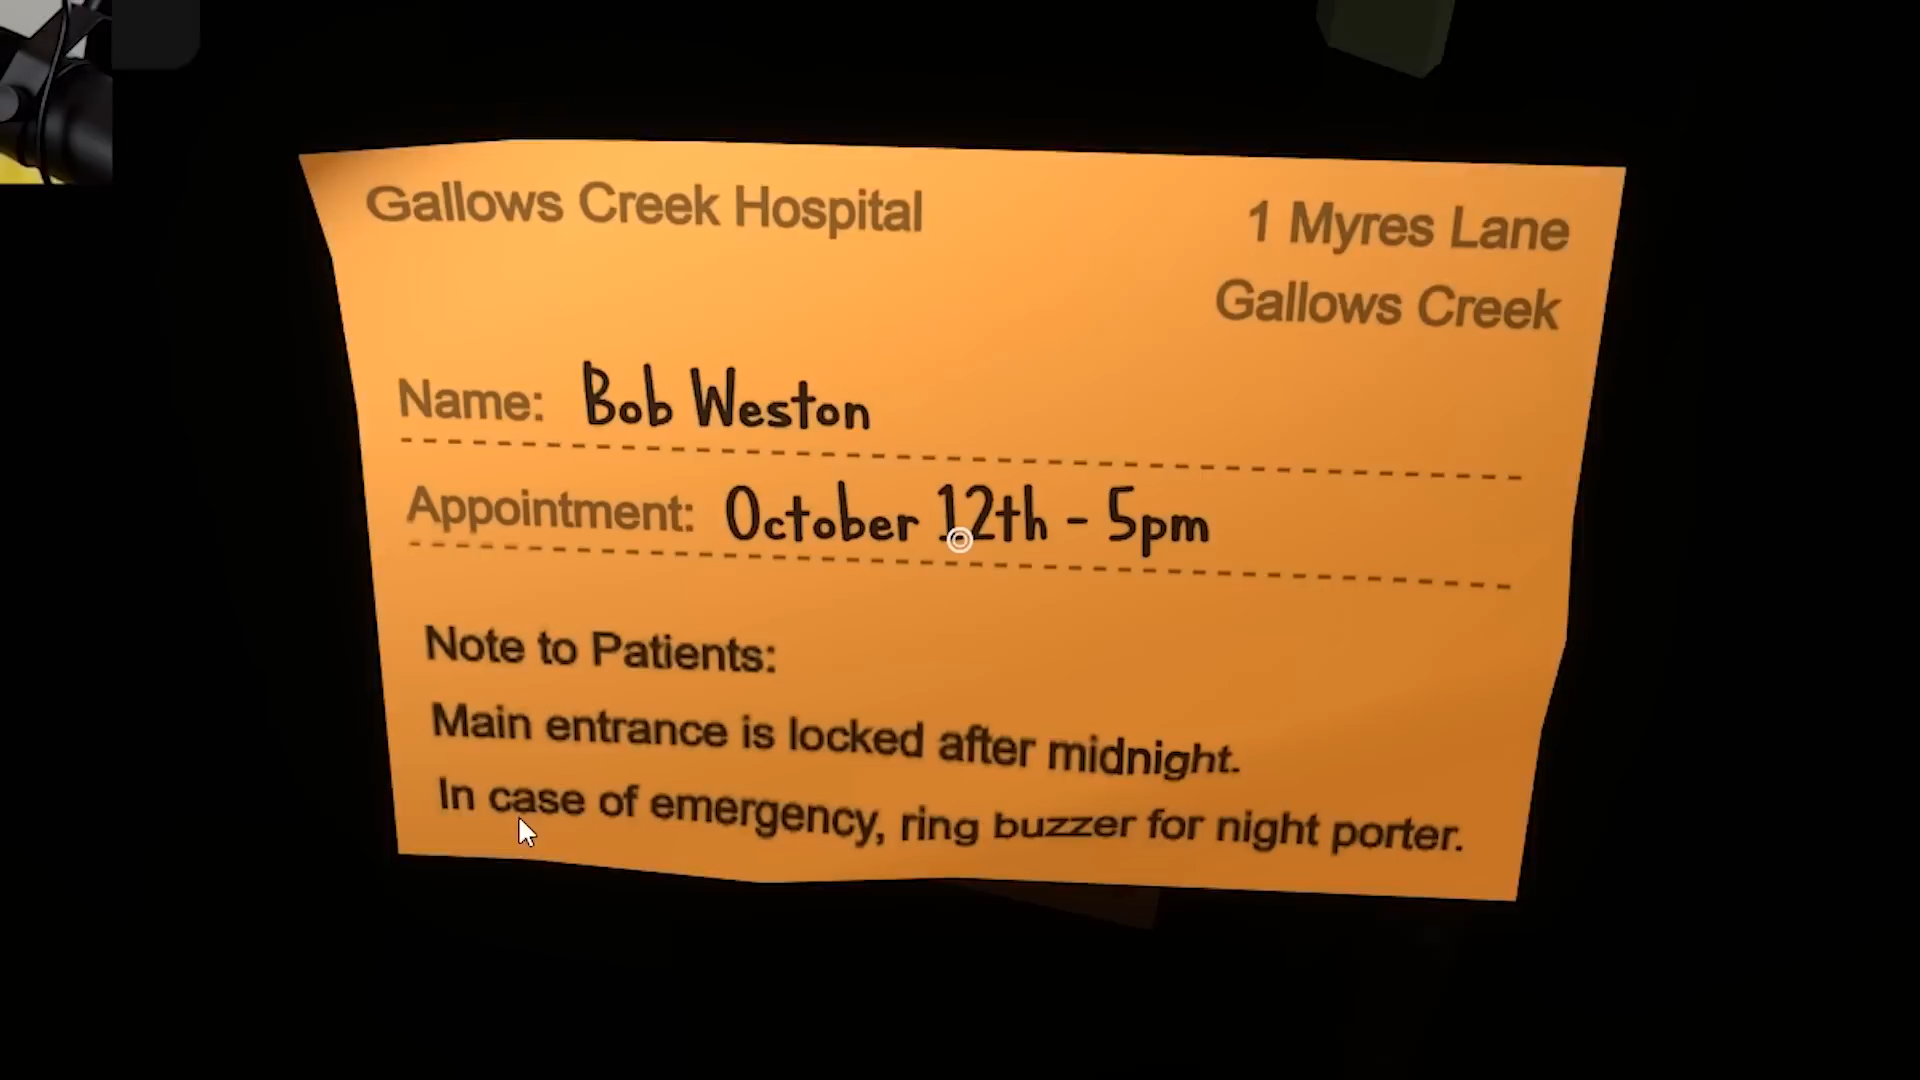 Gallows Creek Hospital
1 Myres Lane
Gallows Creek
Name: Bob Weston
Appointment: October 12th - 5pm
Note to Patients:
Main entrance is locked after midnight.
In case of emergency, ring buzzer for night porter.